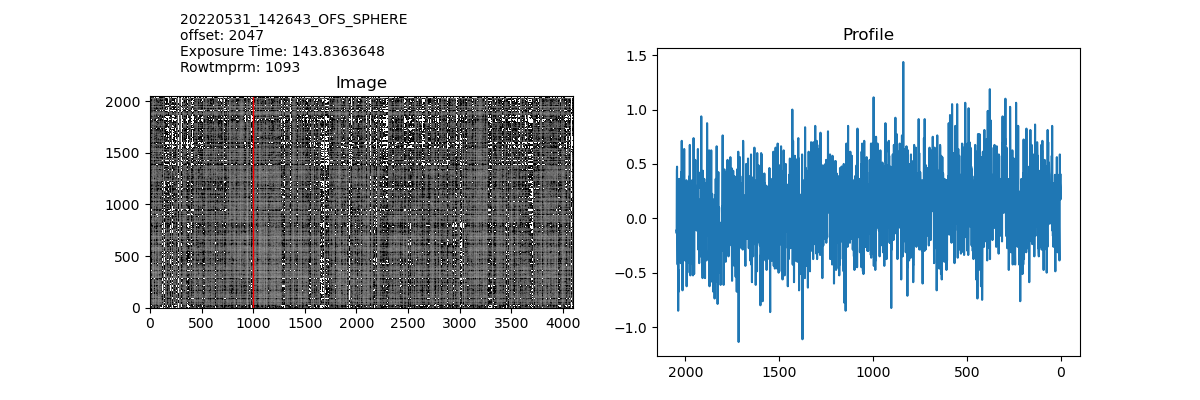 20220531_142643_OFS_SPHERE
offset: 2047
Exposure Time: 143.8363648
Rowtmprm: 1093
Image
2000
1500
1000
500
0
0 500 1000 1500 2000 2500 3000 3500 4000
Profile
1.5
1.0
0.5
0.0
−0.5
−1.0
2000 1500 1000 500 0